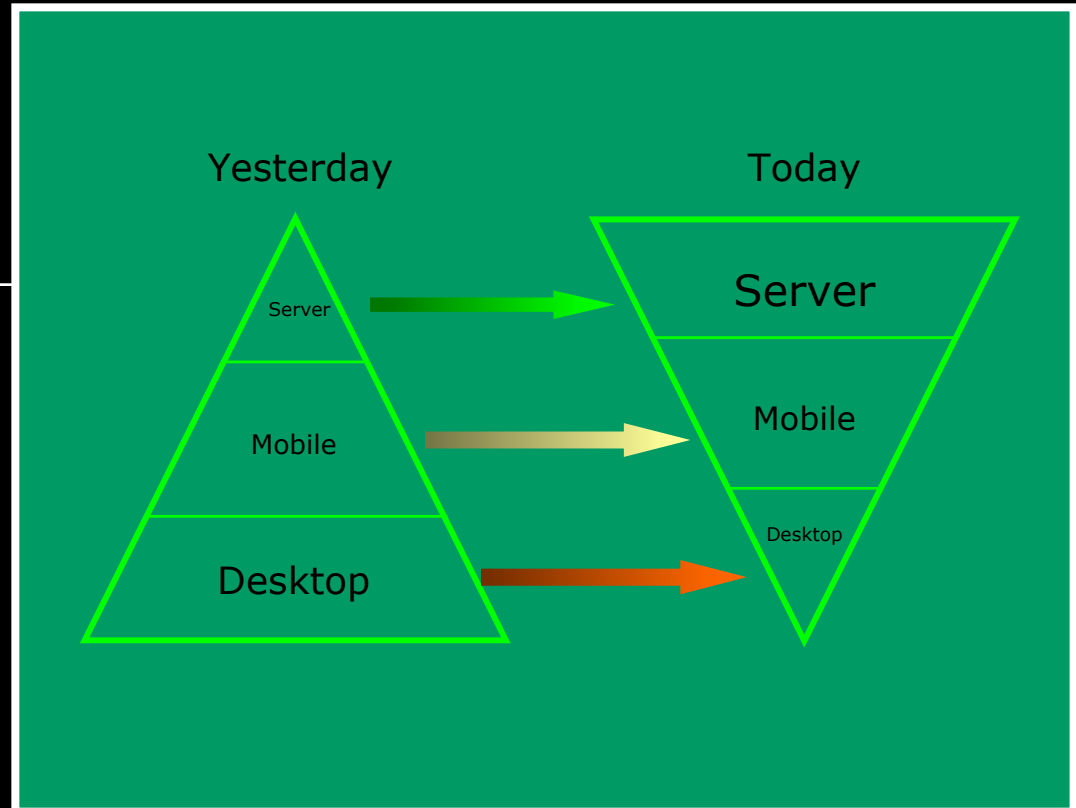 Yesterday
Today
Server
Server
Mobile
Mobile
Desktop
Desktop